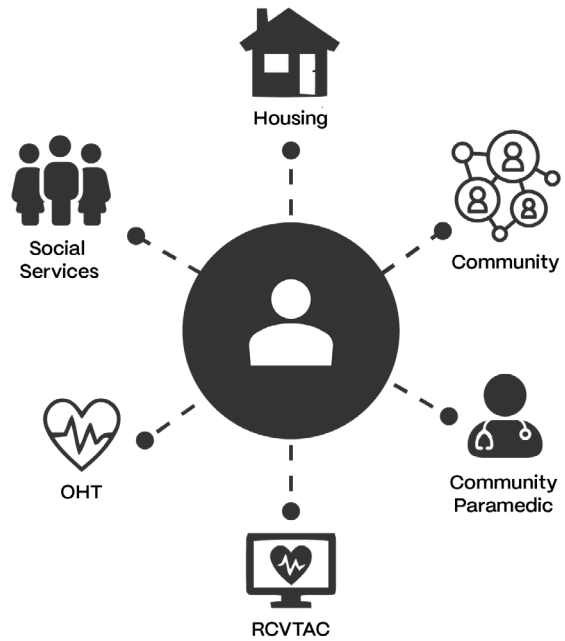 Housing
Social
Services
Community
OHT
Community
Paramedic
RCVTAC